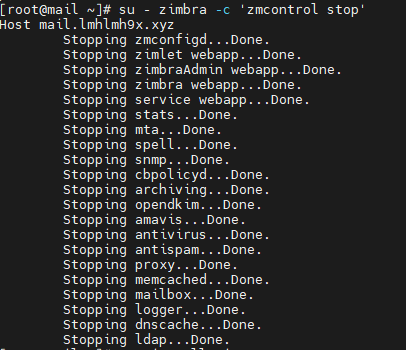 [root@mail ~]# su - zimbra -c 'zmcontrol stop'
Host mail.lmhlmh9x.xyz
Stopping zmconfigd...Done.
Stopping zimlet webapp...Done.
Stopping zimbraAdmin webapp...Done.
Stopping zimbra webapp...Done.
Stopping service webapp...Done.
Stopping stats...Done.
Stopping mta...Done.
Stopping spell...Done.
Stopping snmp...Done.
Stopping cbpolicyd...Done.
Stopping archiving...Done.
Stopping opendkim...Done.
Stopping amavis...Done.
Stopping antivirus...Done.
Stopping antispam...Done.
Stopping proxy...Done.
Stopping memcached...Done.
Stopping mailbox...Done.
Stopping logger...Done.
Stopping dnscache...Done.
Stopping ldap...Done.